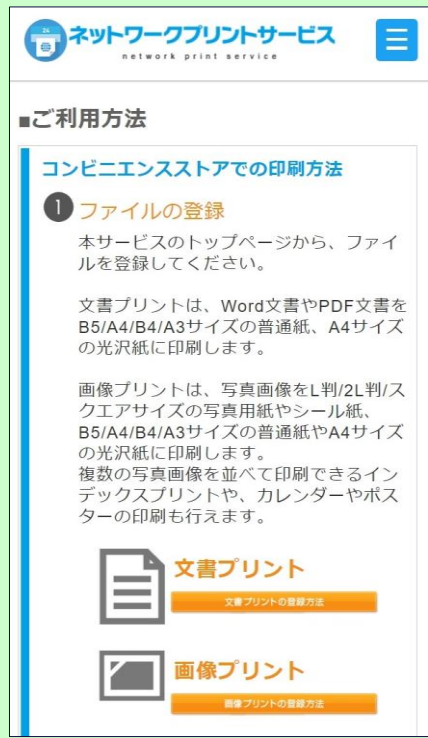 24
ネットワークプリントサービス
network print service
■ご利用方法
コンビニエンスストアでの印刷方法
1 ファイルの登録
本サービスのトップページから、ファイ
ルを登録してください。
文書プリントは、Word文書やPDF文書を
B5/A4/B4/A3サイズの普通紙、A4サイズ
の光沢紙に印刷します。
画像プリントは、写真画像をL判/2L判/ス
クエアサイズの写真用紙やシール紙、
B5/A4/B4/A3サイズの普通紙やA4サイズ
の光沢紙に印刷します。
複数の写真画像を並べて印刷できるイン
デックスプリントや、カレンダーやポス
ターの印刷も行えます。
文書プリント
文書プリントの登録方法
画像プリント
画像プリントの登録方法